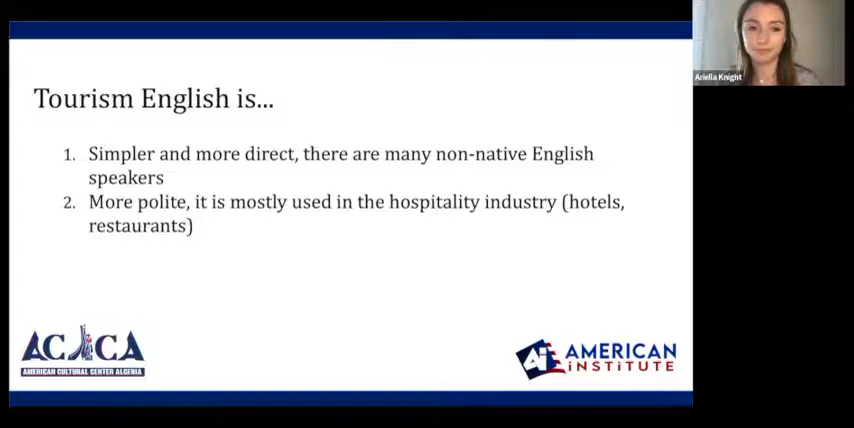 Tourism English is...
1. Simpler and more direct, there are many non-native English
speakers
2. More polite, it is mostly used in the hospitality industry (hotels,
restaurants)
ACCA
AMERICAN CULTURAL CENTER ALGERIA
Ai
AMERICAN
INSTITUTE
Ariella Knight